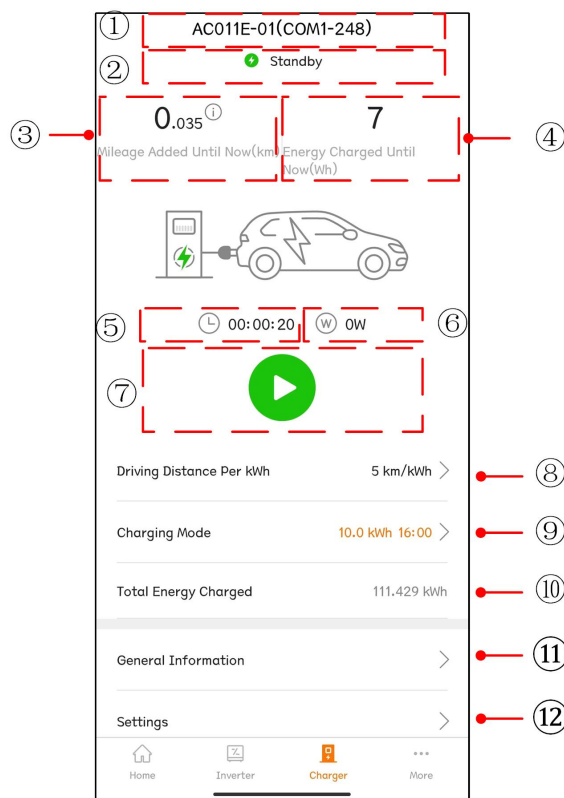 ① AC011E-01(COM1-248)
② Standby
③ 0.035 7 ④
Mileage Added Until Now(km) Energy Charged Until
Now(Wh)
⑤ 00:00:20 W 0W ⑥
⑦
Driving Distance Per kWh 5 km/kWh ⑧
Charging Mode 10.0 kWh 16:00 ⑨
Total Energy Charged 111.429 kWh ⑩
General Information ⑪
Settings ⑫
Home Inverter Charger More